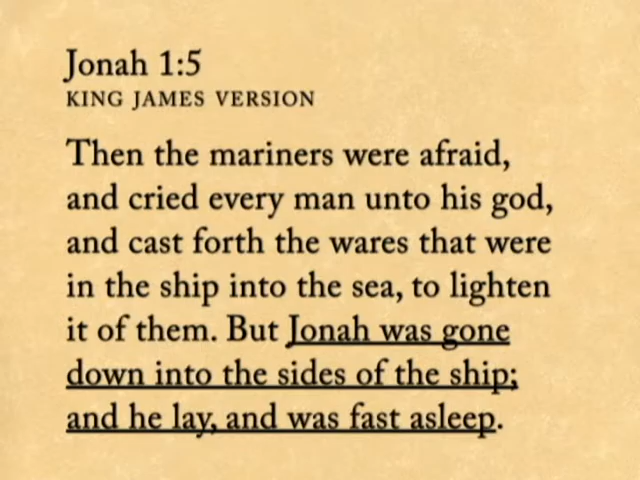 Jonah 1:5
KING JAMES VERSION
Then the mariners were afraid,
and cried every man unto his god,
and cast forth the wares that were
in the ship into the sea, to lighten
it of them. But Jonah was gone
down into the sides of the ship;
and he lay, and was fast asleep.